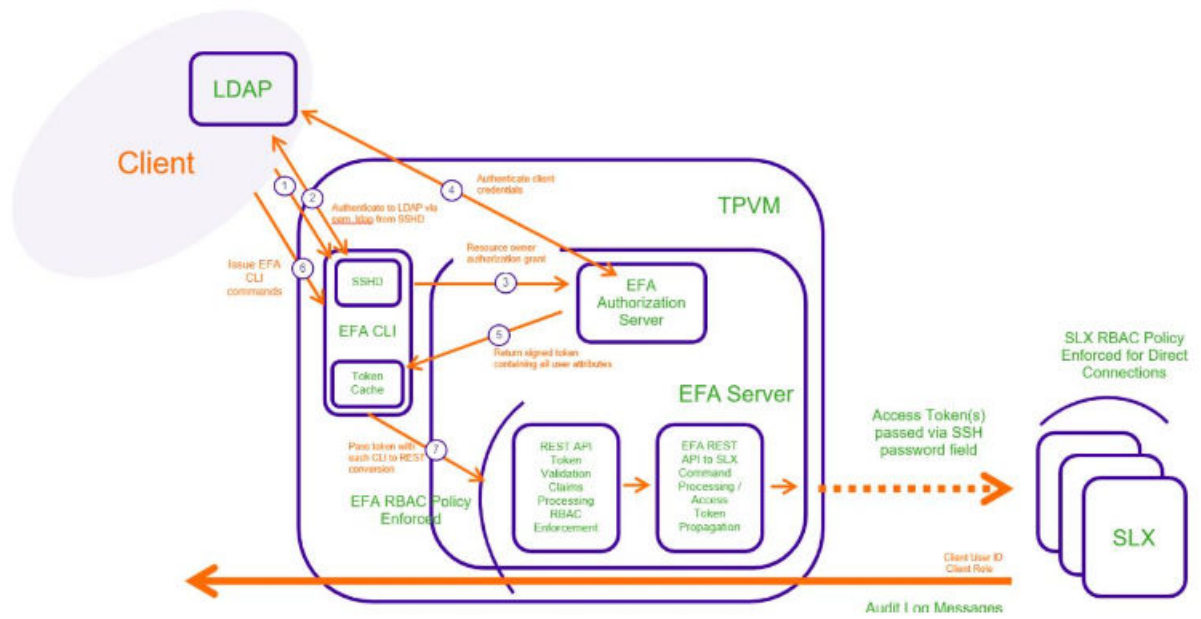 LDAP
Client
1
2
4
Authenticate client
credentials
TPVM
Authenticate to LDAP via
pam_ldap from SSHD
Issue EFA
CLI
commands
6
Resource owner
authorization grant
SSHD
3
EFA
Authorization
Server
EFA CLI
5
Return signed token
containing all user attributes
Token
Cache
EFA Server
SLX RBAC Policy
Enforced for Direct
Connections
Pass token with
each CLI to REST
conversion
7
EFA RBAC Policy
Enforced
REST API
Token
Validation
Claims
Processing
RBAC
Enforcement
EFA REST
API to SLX
Command
Processing /
Access
Token
Propagation
Access Token(s)
passed via SSH
password field
SLX
Client User ID
Client Role
Audit Log Messages